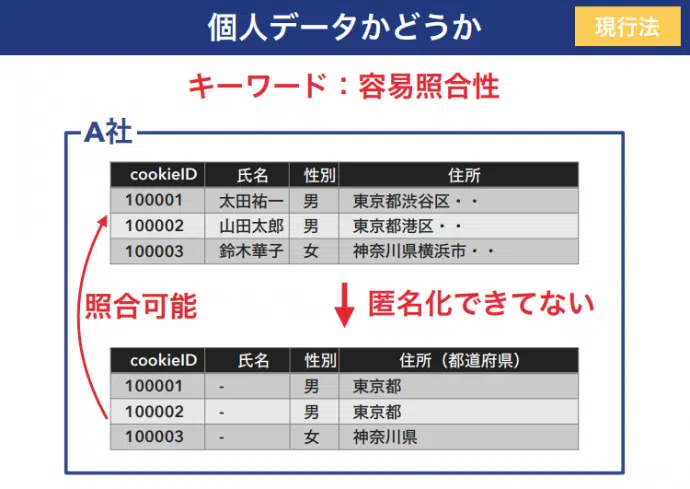 個人データかどうか
現行法
キーワード：容易照合性
A社
cookieID 氏名 性別 住所
100001 太田祐一 男 東京都渋谷区・・
100002 山田太郎 男 東京都港区・・
100003 鈴木華子 女 神奈川県横浜市・・
照合可能
匿名化できてない
cookieID 氏名 性別 住所（都道府県）
100001 - 男 東京都
100002 - 男 東京都
100003 - 女 神奈川県